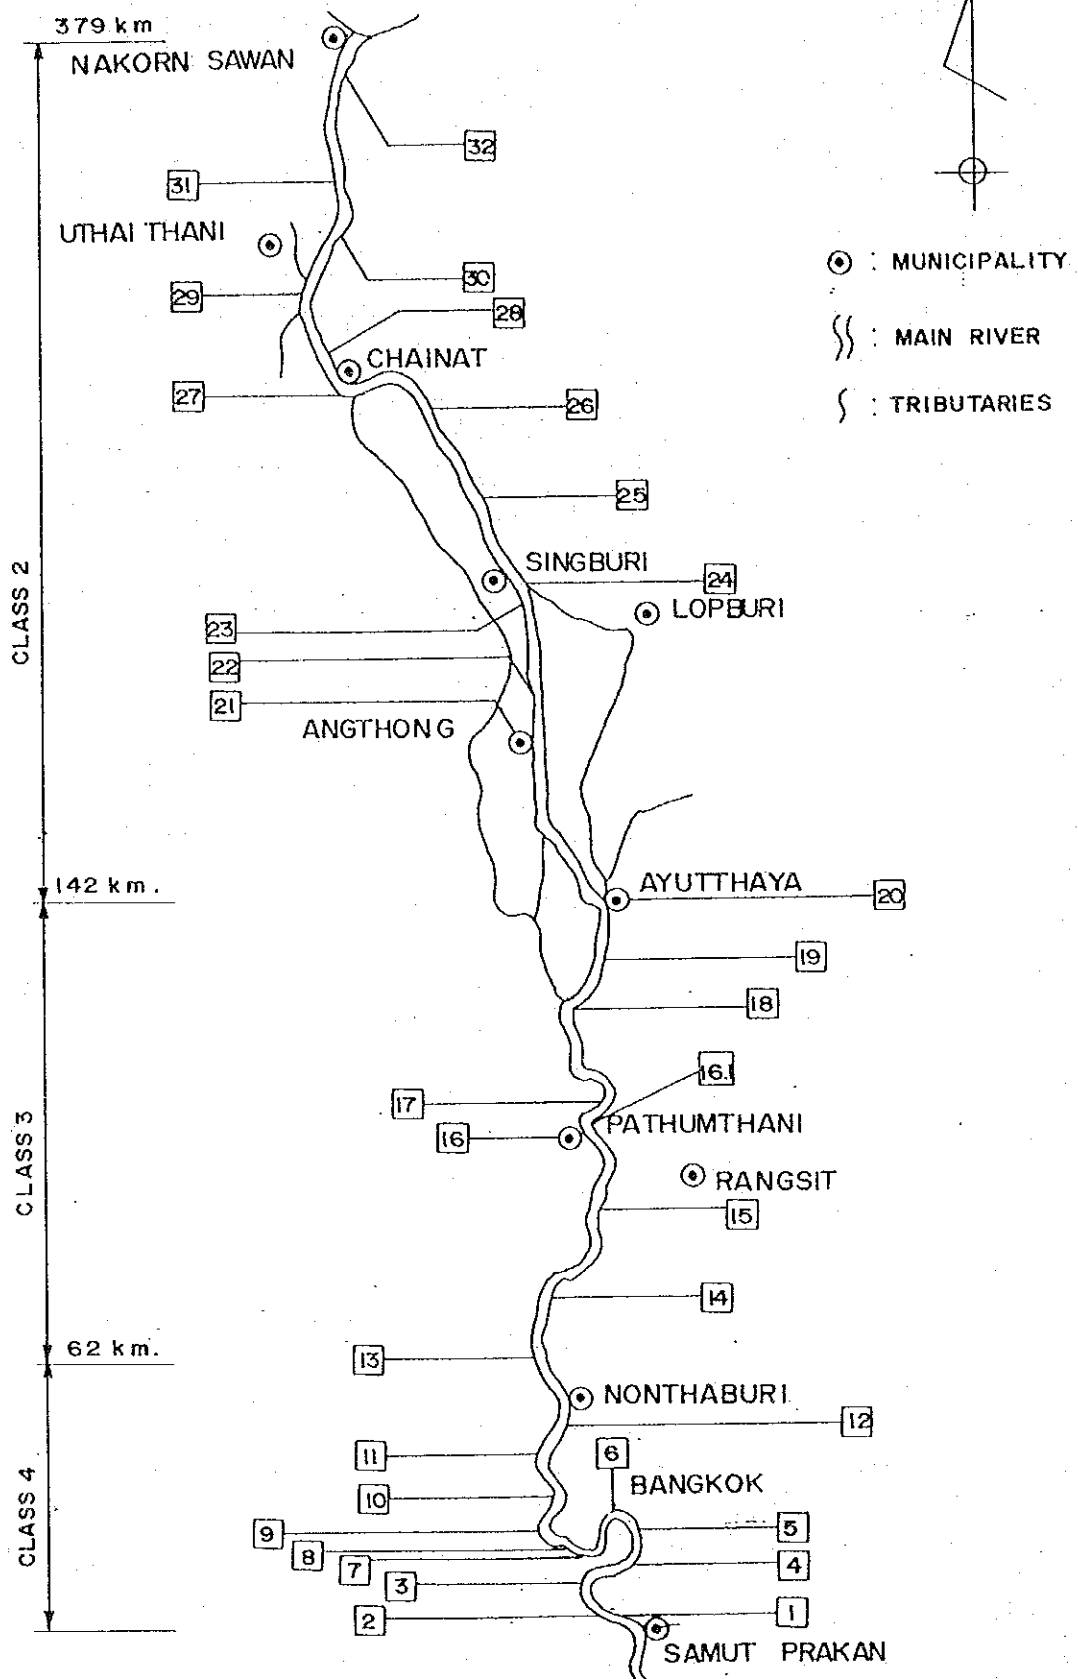 379 km
NAKORN SAWAN
32
31
UTHAI THANI
30
29
28
: MUNICIPALITY
: MAIN RIVER
: TRIBUTARIES
CHAINAT
27
26
25
CLASS 2
SINGBURI
24
LOPBURI
23
22
21
ANGTHONG
142 km.
AYUTTHAYA
20
19
18
16.1
17
PATHUMTHANI
16
CLASS 3
RANGSIT
15
14
62 km.
13
NONTHABURI
12
11
6
BANGKOK
10
CLASS 4
9
5
8
7
4
3
2
1
SAMUT PRAKAN